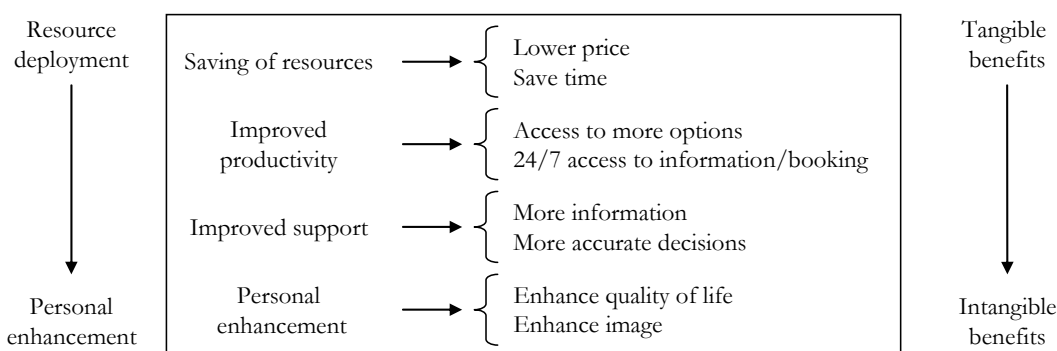 Resource
deployment
Saving of resources
Lower price
Save time
Tangible
benefits
Improved
productivity
Access to more options
24/7 access to information/booking
Improved support
More information
More accurate decisions
Personal
enhancement
Personal
enhancement
Enhance quality of life
Enhance image
Intangible
benefits